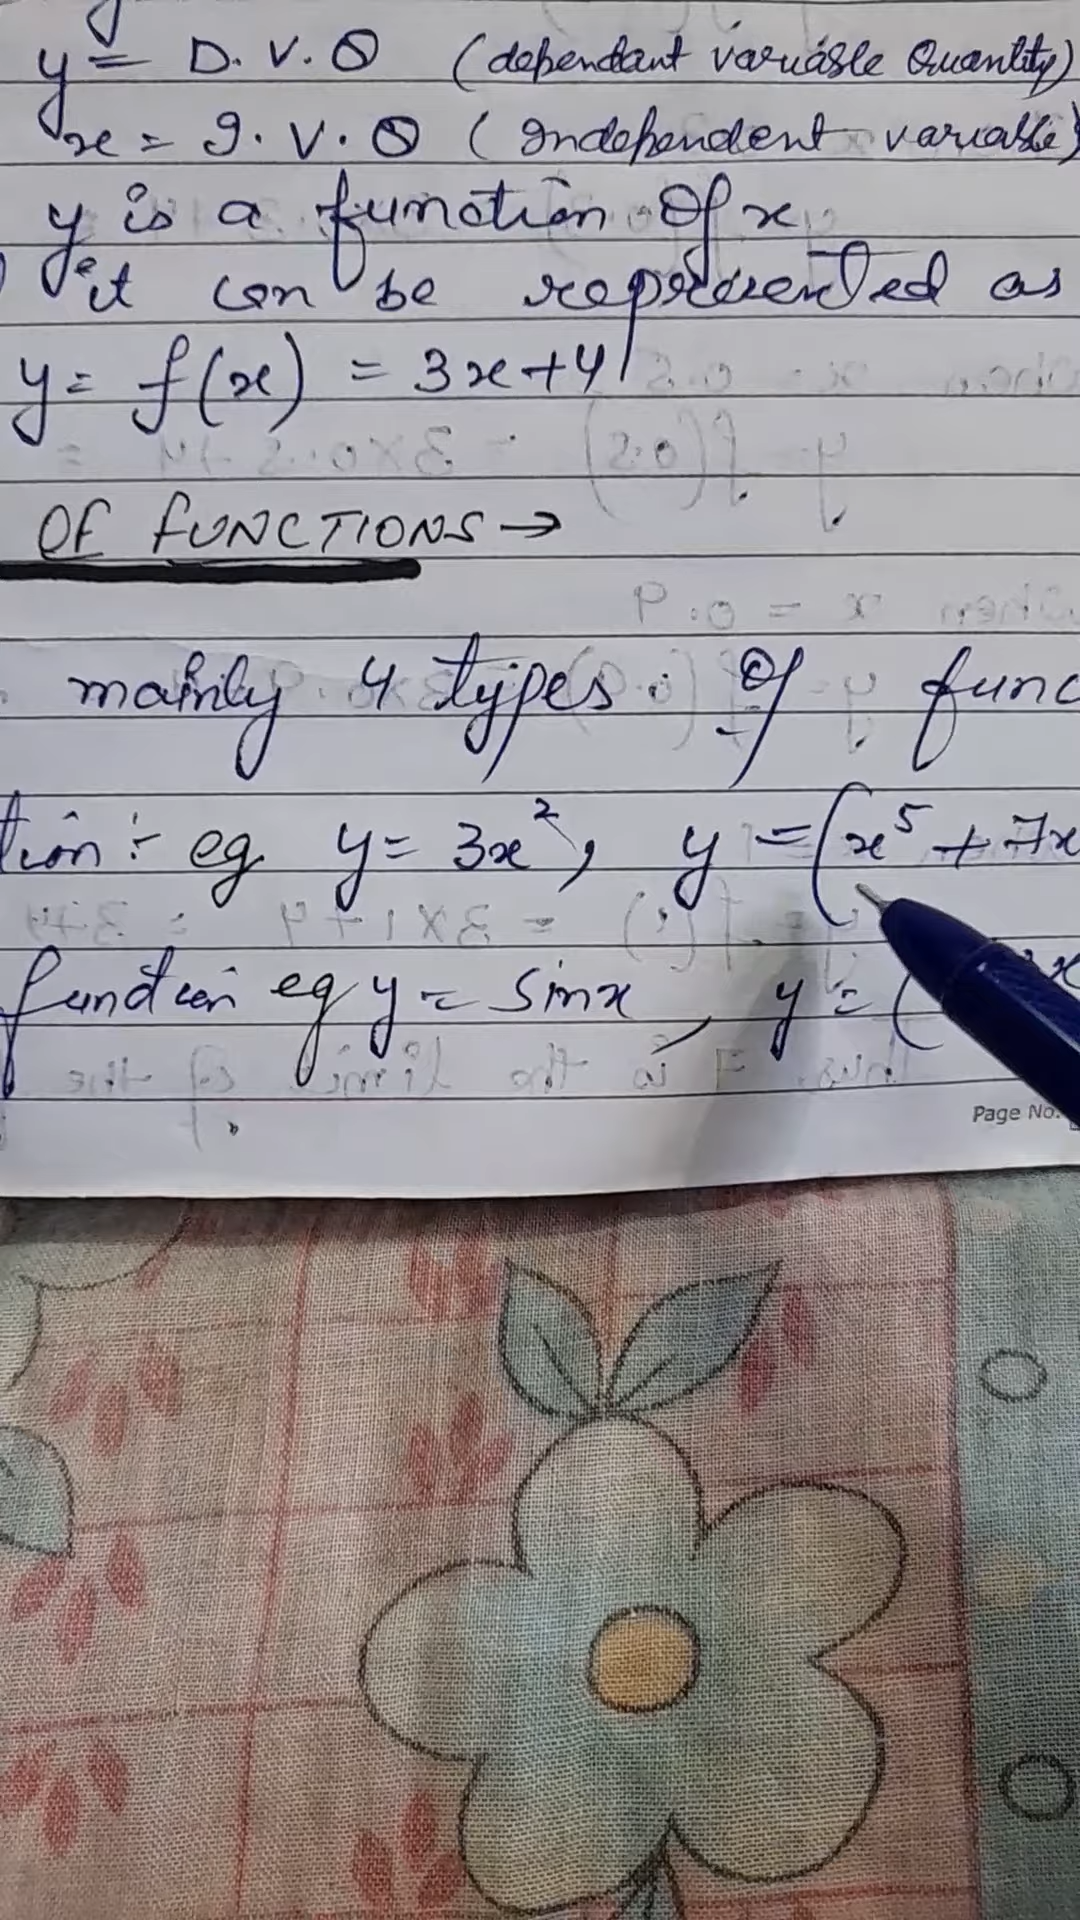 y = D.V.Q (dependant variable Quantity)
x = I.V.Q (Independent variable)
y is a function Of x
it can be represented as
y = f(x) = 3x+4
OF FUNCTIONS →
mainly 4 types Of func
tion :- eg y = 3x², y = (x⁵ + 7x
function eg y = sinx, y = (
Page No.